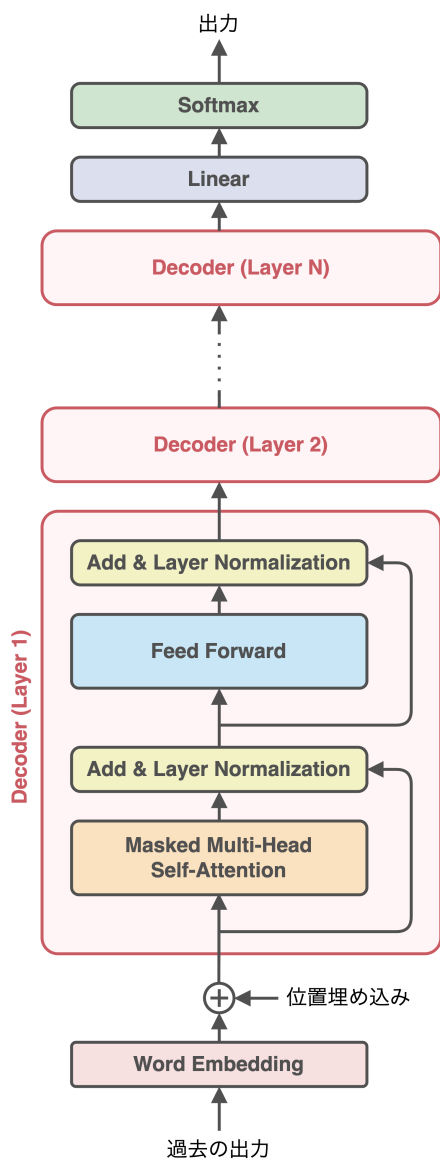 出力
Softmax
Linear
Decoder (Layer N)
Decoder (Layer 2)
Decoder (Layer 1)
Add & Layer Normalization
Feed Forward
Add & Layer Normalization
Masked Multi-Head
Self-Attention
位置埋め込み
Word Embedding
過去の出力